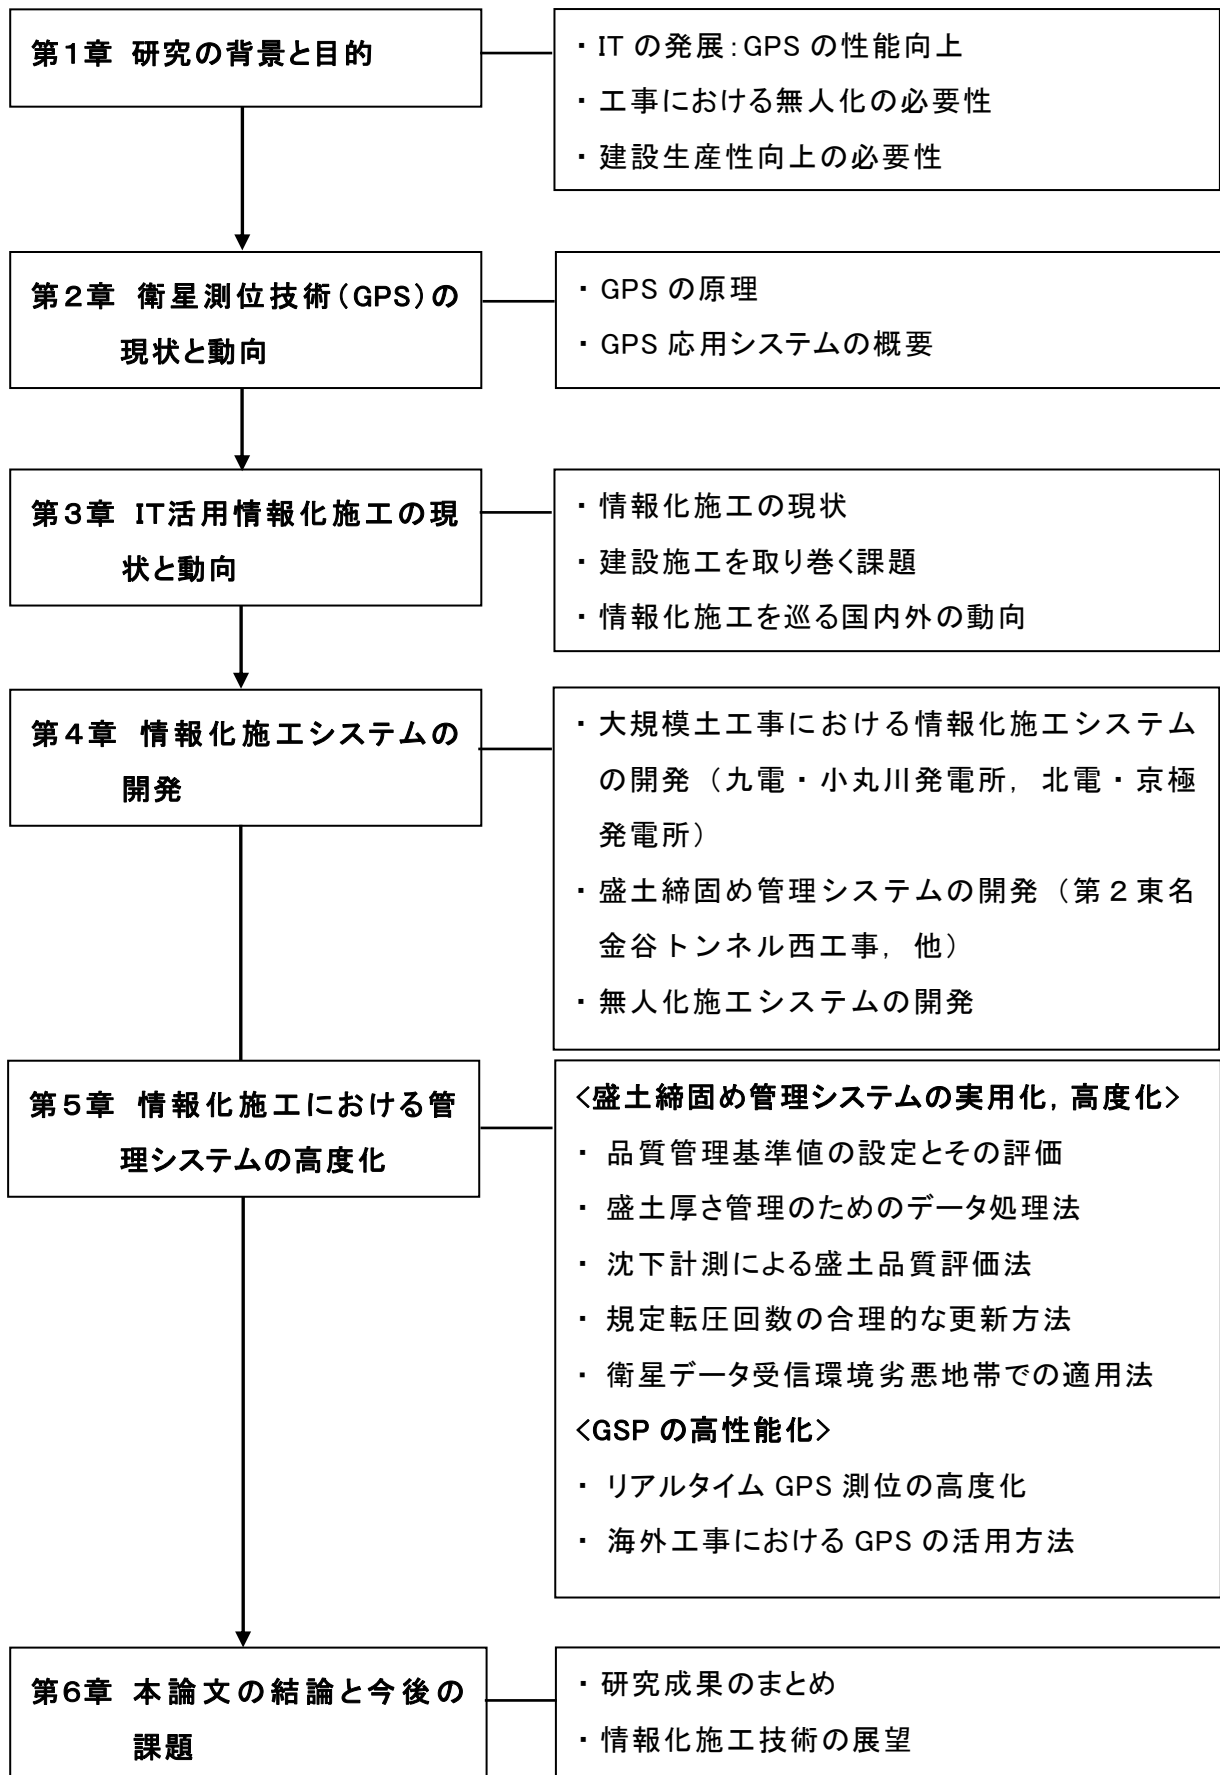 第1章 研究の背景と目的
・ITの発展:GPSの性能向上
・工事における無人化の必要性
・建設生産性向上の必要性
第2章 衛星測位技術(GPS)の
現状と動向
・GPSの原理
・GPS応用システムの概要
第3章 IT活用情報化施工の現
状と動向
・情報化施工の現状
・建設施工を取り巻く課題
・情報化施工を巡る国内外の動向
第4章 情報化施工システムの
開発
・大規模土工事における情報化施工システム
の開発（九電・小丸川発電所，北電・京極
発電所）
・盛土締固め管理システムの開発（第2東名
金谷トンネル西工事，他）
・無人化施工システムの開発
第5章 情報化施工における管
理システムの高度化
<盛土締固め管理システムの実用化，高度化>
・ 品質管理基準値の設定とその評価
・ 盛土厚さ管理のためのデータ処理法
・ 沈下計測による盛土品質評価法
・ 規定転圧回数の合理的な更新方法
・ 衛星データ受信環境劣悪地帯での適用法
<GSPの高性能化>
・ リアルタイムGPS測位の高度化
・ 海外工事におけるGPSの活用方法
第6章 本論文の結論と今後の
課題
・研究成果のまとめ
・情報化施工技術の展望